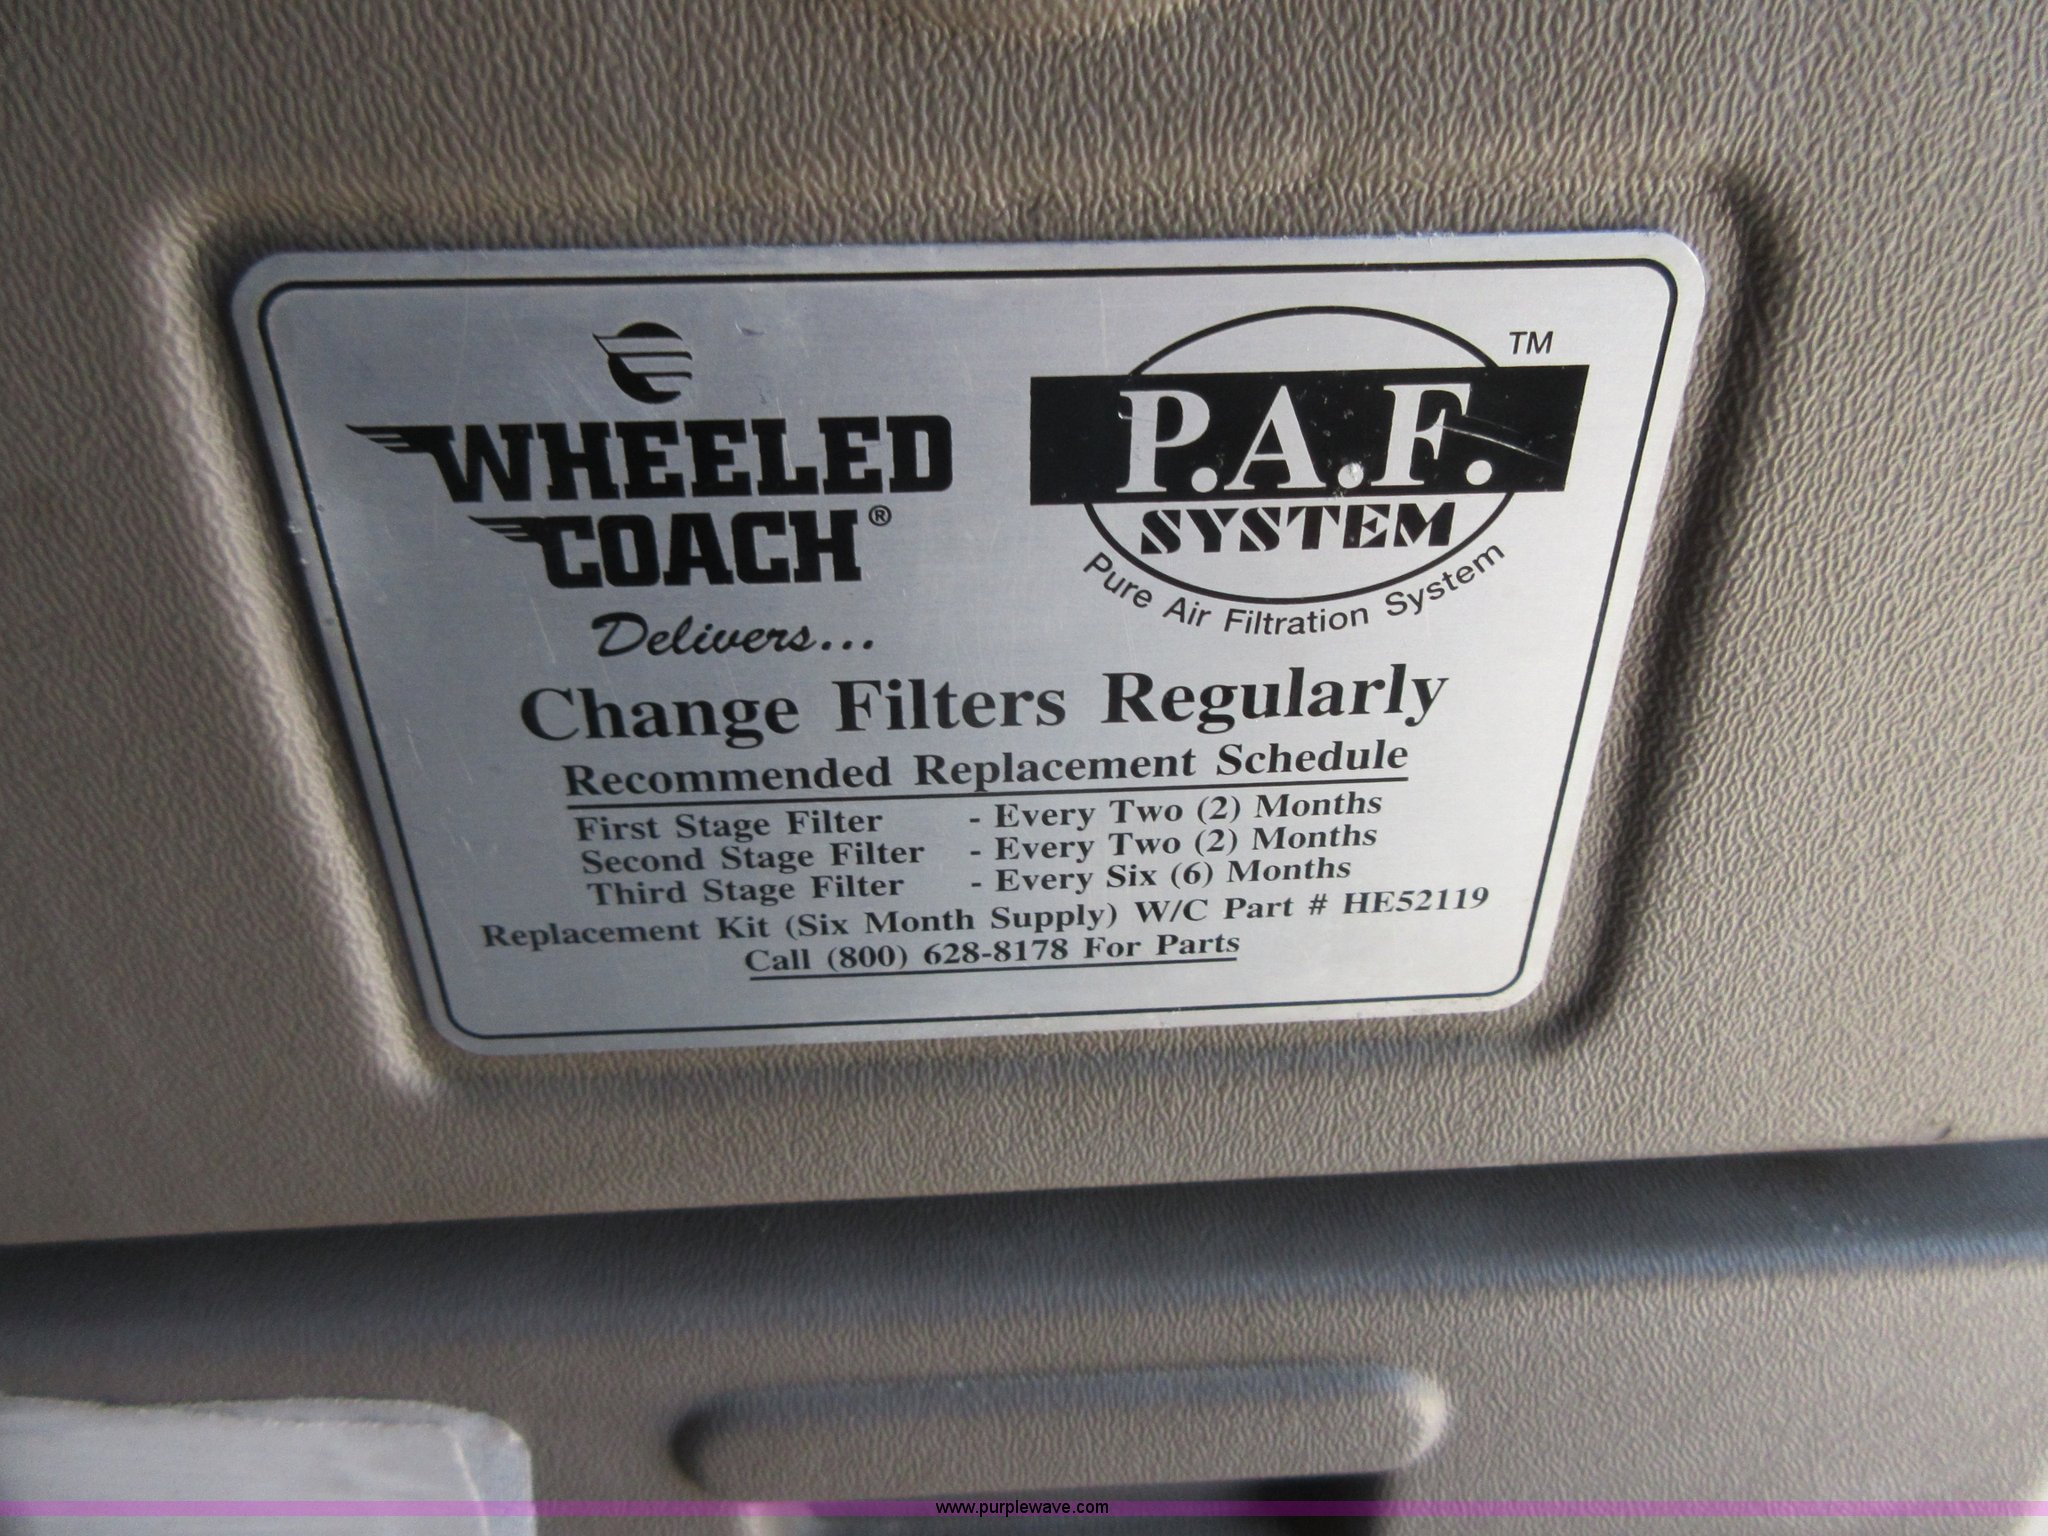 WHEELED
COACH®
Delivers...
P.A.F.
SYSTEM
TM
Pure Air Filtration System
Change Filters Regularly
Recommended Replacement Schedule
First Stage Filter - Every Two (2) Months
Second Stage Filter - Every Two (2) Months
Third Stage Filter - Every Six (6) Months
Replacement Kit (Six Month Supply) W/C Part # HE52119
Call (800) 628-8178 For Parts
www.purplewave.com